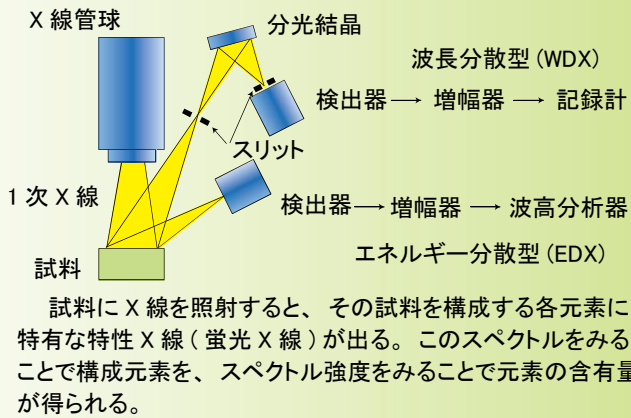 X 線管球
分光結晶
波長分散型 (WDX)
検出器 → 増幅器 → 記録計
スリット
1 次 X 線
検出器 → 増幅器 → 波高分析器
エネルギー分散型 (EDX)
試料
試料に X 線を照射すると、その試料を構成する各元素に
特有な特性 X 線 ( 蛍光 X 線 ) が出る。このスペクトルをみる
ことで構成元素を、スペクトル強度をみることで元素の含有量
が得られる。